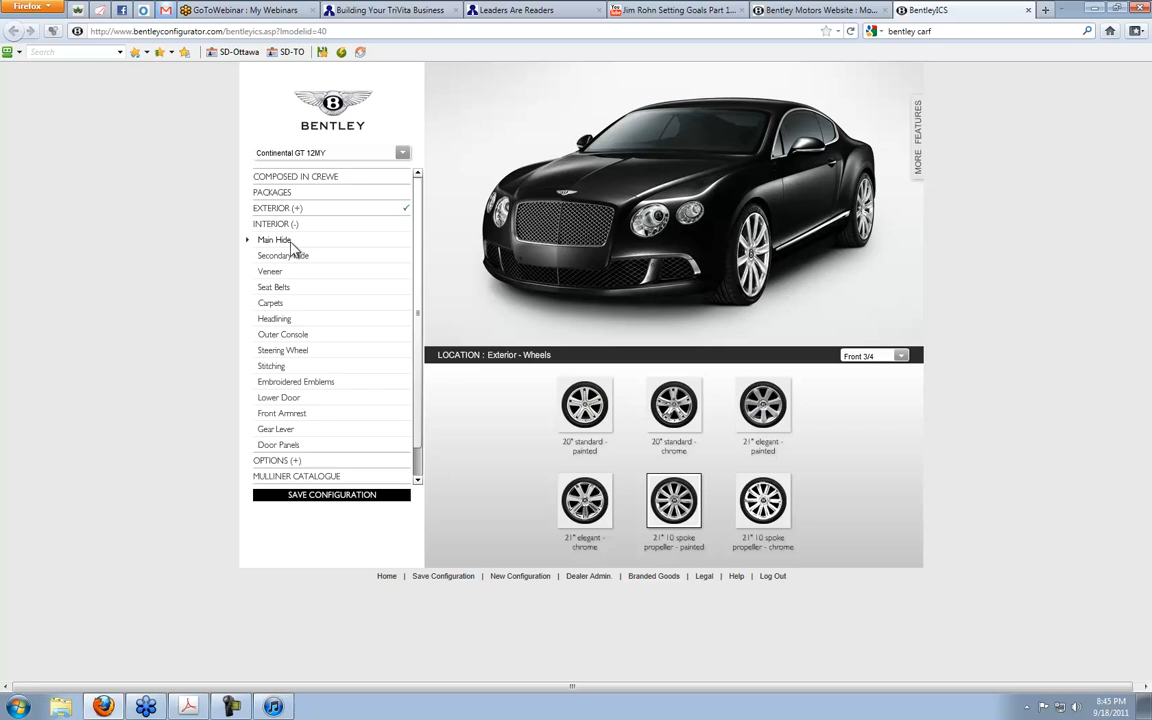 Firefox
GoToWebinar : My Webinars
Building Your TriVita Business
Leaders Are Readers
Jim Rohn Setting Goals Part 1...
Bentley Motors Website : Mo...
BentleyICS
www.bentleyconfigurator.com/bentleyics.asp?lmodelid=40
bentley carf
Search
SD-Ottawa
SD-TO
BENTLEY
Continental GT 12MY
COMPOSED IN CREWE
PACKAGES
EXTERIOR (+)
INTERIOR (-)
Main Hide
Secondary Hide
Veneer
Seat Belts
Carpets
Headlining
Outer Console
Steering Wheel
Stitching
Embroidered Emblems
Lower Door
Front Armrest
Gear Lever
Door Panels
OPTIONS (+)
MULLINER CATALOGUE
SAVE CONFIGURATION
MORE FEATURES
LOCATION : Exterior - Wheels
Front 3/4
20" standard - painted
20" standard - chrome
21" elegant - painted
21" elegant - chrome
21" 10 spoke propeller - painted
21" 10 spoke propeller - chrome
Home | Save Configuration | New Configuration | Dealer Admin. | Branded Goods | Legal | Help | Log Out
8:45 PM
9/18/2011